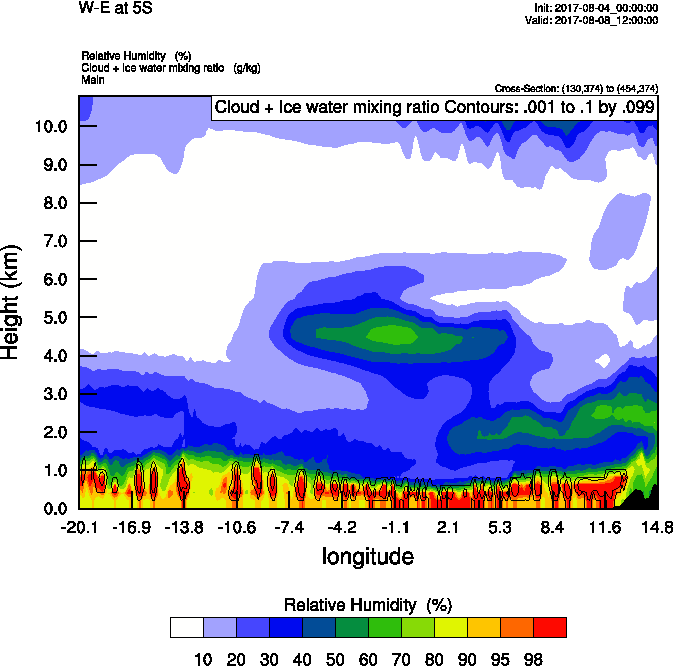 W-E at 5S
Init: 2017-08-04_00:00:00
Valid: 2017-08-08_12:00:00
Relative Humidity (%)
Cloud + Ice water mixing ratio (g/kg)
Main
Cross-Section: (130,374) to (454,374)
Cloud + Ice water mixing ratio Contours: .001 to .1 by .099
10.0
9.0
8.0
7.0
6.0
5.0
4.0
3.0
2.0
1.0
0.0
Height (km)
-20.1 -16.9 -13.8 -10.6 -7.4 -4.2 -1.1 2.1 5.3 8.4 11.6 14.8
longitude
Relative Humidity (%)
10 20 30 40 50 60 70 80 90 95 98